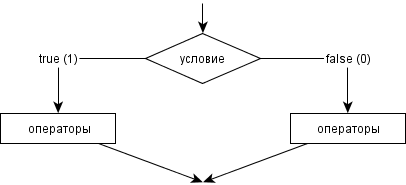 true (1)
условие
false (0)
операторы
операторы